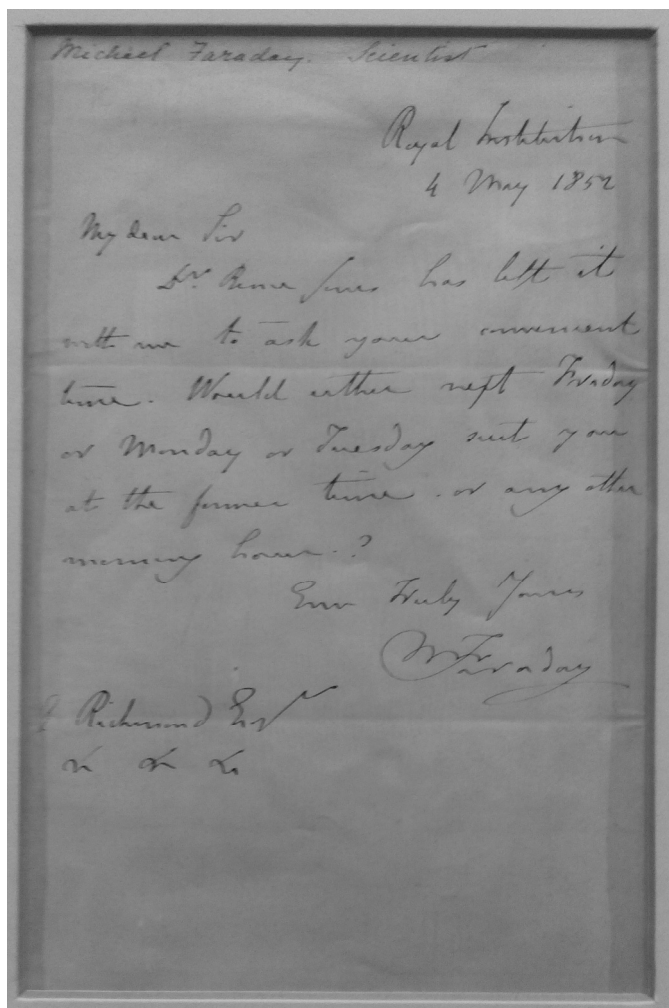 Michael Faraday. Scientist
Royal Institution
4 May 1852
My dear Sir
Dr. Bence Jones has left it
with me to ask your convenient
time. Would either next Friday
or Monday or Tuesday suit you
at the former time . or any other
morning hour.?
Ever Truly Yours
M Faraday
Richmond Esqr
&c &c &c